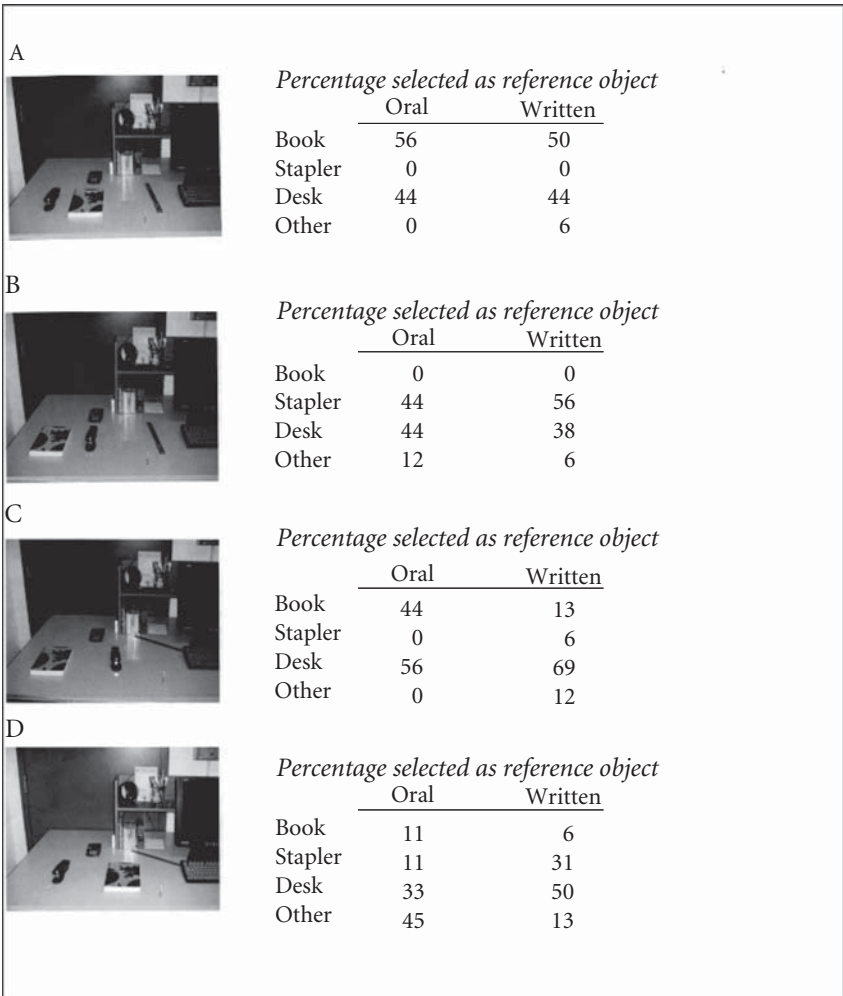 A
Percentage selected as reference object
Oral Written
Book 56 50
Stapler 0 0
Desk 44 44
Other 0 6
B
Percentage selected as reference object
Oral Written
Book 0 0
Stapler 44 56
Desk 44 38
Other 12 6
C
Percentage selected as reference object
Oral Written
Book 44 13
Stapler 0 6
Desk 56 69
Other 0 12
D
Percentage selected as reference object
Oral Written
Book 11 6
Stapler 11 31
Desk 33 50
Other 45 13